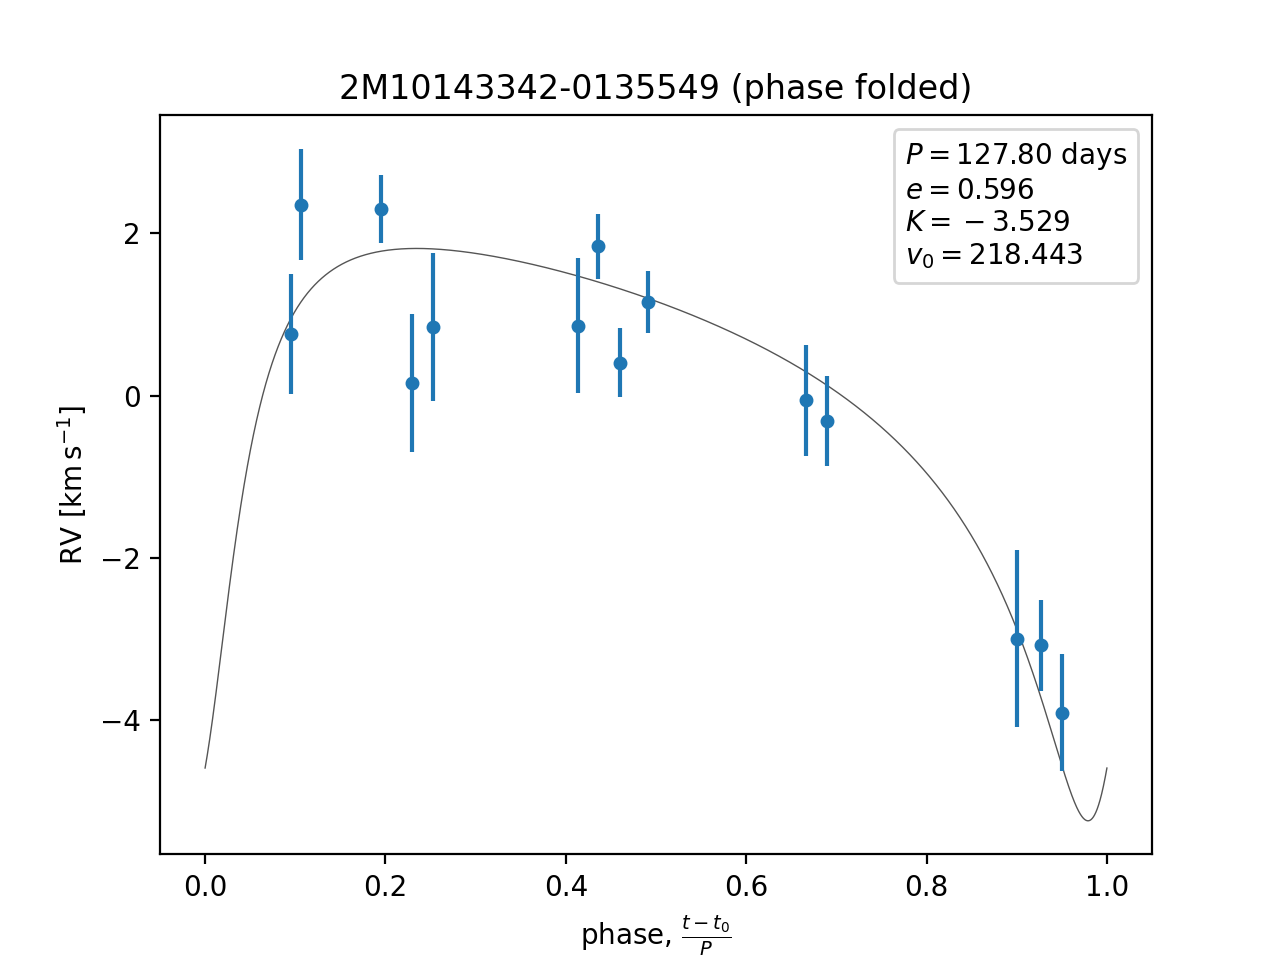 2M10143342-0135549 (phase folded)
P = 127.80 days
e = 0.596
K = −3.529
v₀ = 218.443
RV [km s⁻¹]
2
0
−2
−4
0.0 0.2 0.4 0.6 0.8 1.0
phase, (t − t₀)/P